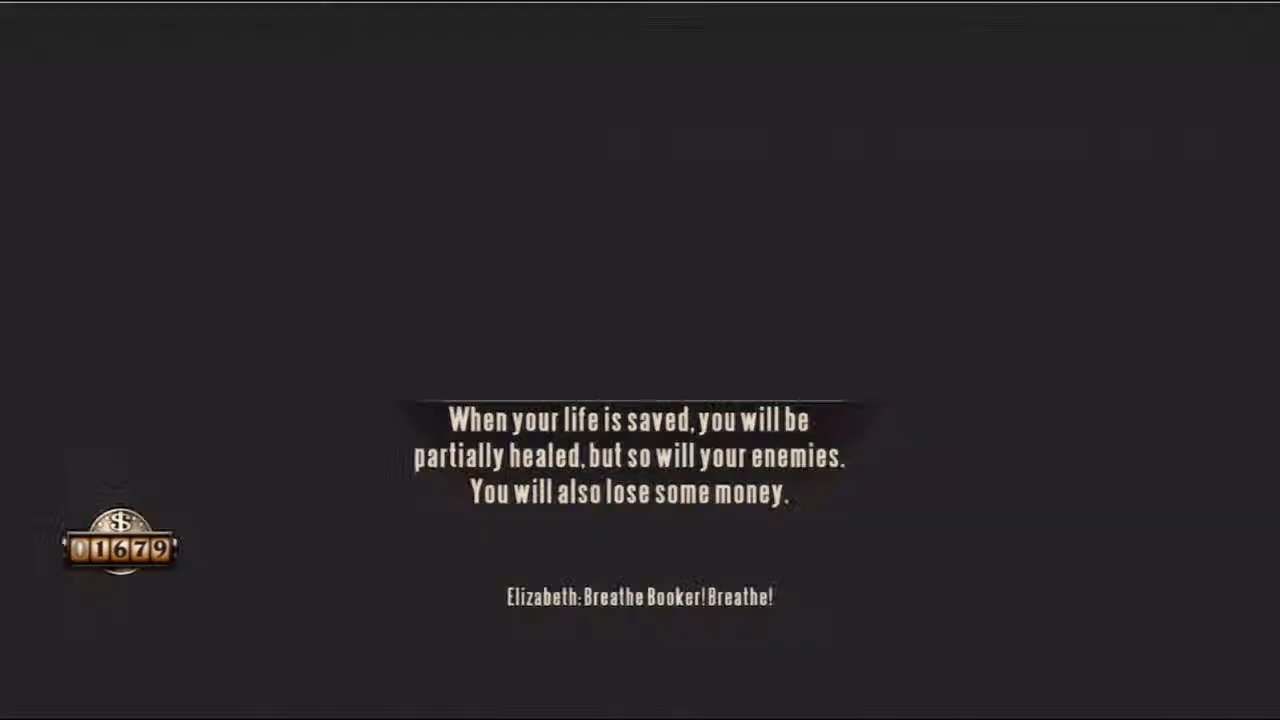 When your life is saved, you will be
partially healed, but so will your enemies.
You will also lose some money.
$
01679
Elizabeth: Breathe Booker! Breathe!